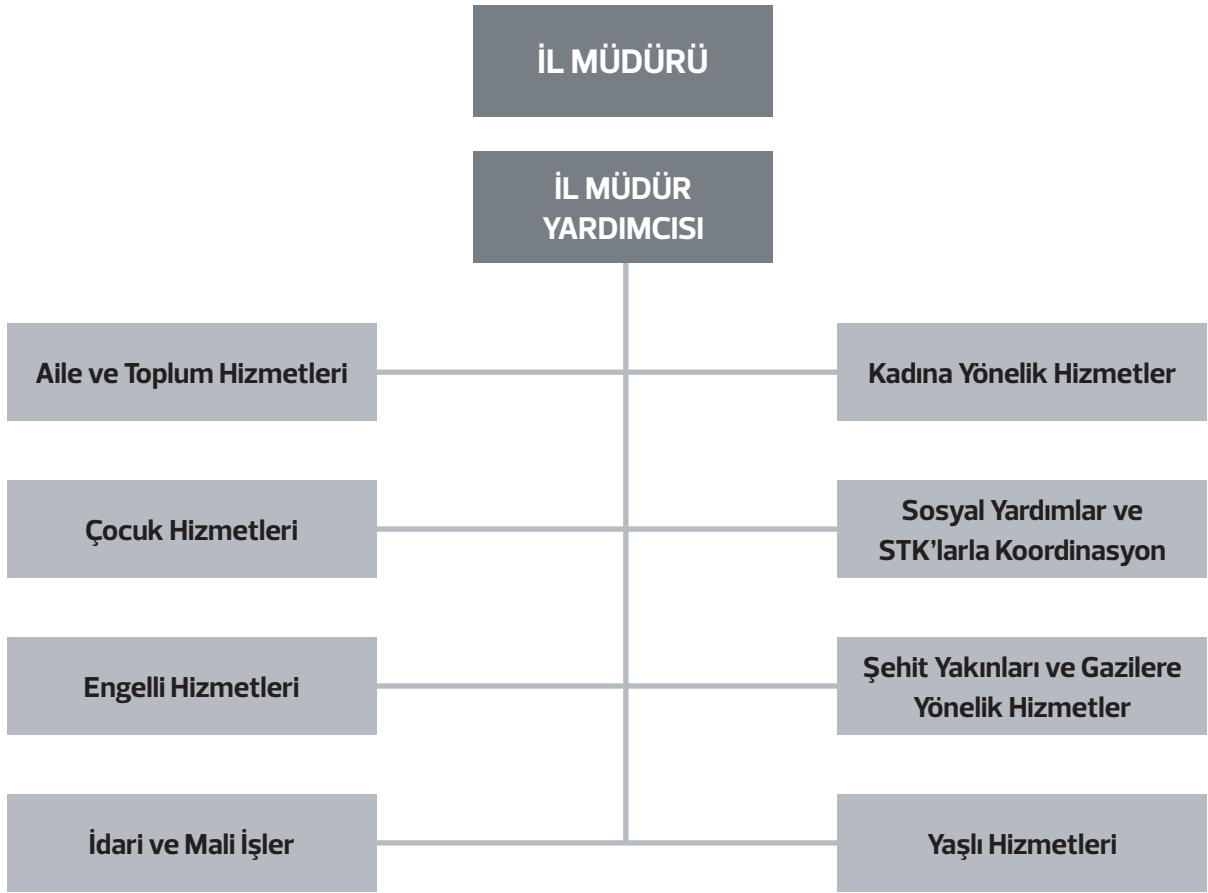 İL MÜDÜRÜ
İL MÜDÜR
YARDIMCISI
Aile ve Toplum Hizmetleri
Kadına Yönelik Hizmetler
Çocuk Hizmetleri
Sosyal Yardımlar ve
STK’larla Koordinasyon
Engelli Hizmetleri
Şehit Yakınları ve Gazilere
Yönelik Hizmetler
İdari ve Mali İşler
Yaşlı Hizmetleri